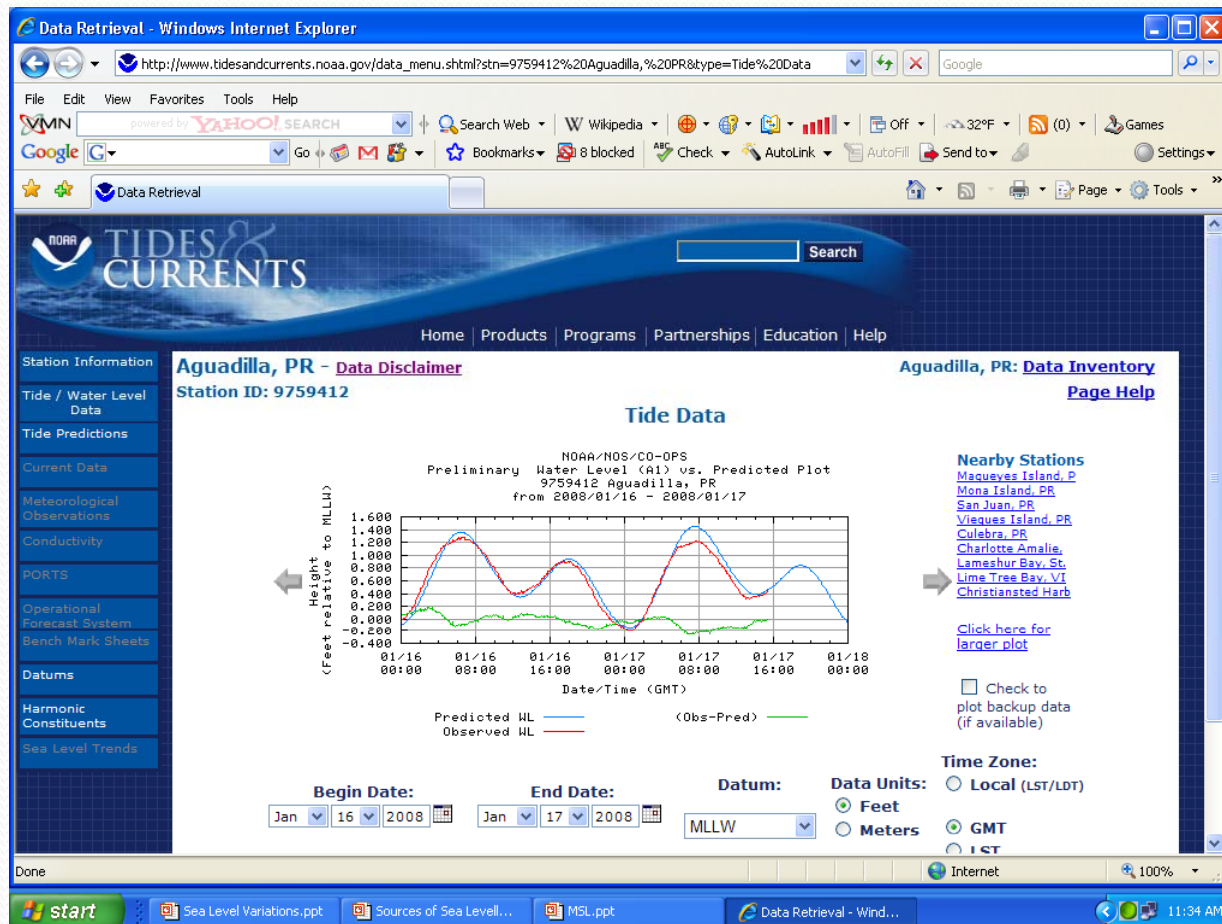 Data Retrieval - Windows Internet Explorer
http://www.tidesandcurrents.noaa.gov/data_menu.shtml?stn=9759412%20Aguadilla,%20PR&type=Tide%20Data
Google
File Edit View Favorites Tools Help
VMN powered by YAHOO! SEARCH Search Web W Wikipedia Off 32°F (0) Games
Google G Go Bookmarks 8 blocked ABC Check AutoLink AutoFill Send to Settings
Data Retrieval Page Tools »
NOAA TIDES & CURRENTS
Search
Home | Products | Programs | Partnerships | Education | Help
Station Information
Tide / Water Level Data
Tide Predictions
Current Data
Meteorological Observations
Conductivity
PORTS
Operational Forecast System
Bench Mark Sheets
Datums
Harmonic Constituents
Sea Level Trends
Aguadilla, PR - Data Disclaimer
Aguadilla, PR: Data Inventory
Station ID: 9759412
Page Help
Tide Data
NOAA/NOS/CO-OPS
Preliminary Water Level (A1) vs. Predicted Plot
9759412 Aguadilla, PR
from 2008/01/16 - 2008/01/17
Height
(Feet relative to MLLW)
1.600
1.400
1.200
1.000
0.800
0.600
0.400
0.200
0.000
-0.200
-0.400
01/16 01/16 01/16 01/17 01/17 01/17 01/18
00:00 08:00 16:00 00:00 08:00 16:00 00:00
Date/Time (GMT)
Predicted WL (Obs-Pred)
Observed WL
Nearby Stations
Magueyes Island, P
Mona Island, PR
San Juan, PR
Vieques Island, PR
Culebra, PR
Charlotte Amalie,
Lameshur Bay, St.
Lime Tree Bay, VI
Christiansted Harb
Click here for
larger plot
Check to
plot backup data
(if available)
Begin Date:
Jan 16 2008
End Date:
Jan 17 2008
Datum:
MLLW
Data Units:
Feet
Meters
Time Zone:
Local (LST/LDT)
GMT
LST
Done Internet 100%
start Sea Level Variations.ppt Sources of Sea Levell... MSL.ppt Data Retrieval - Wind... 11:34 AM